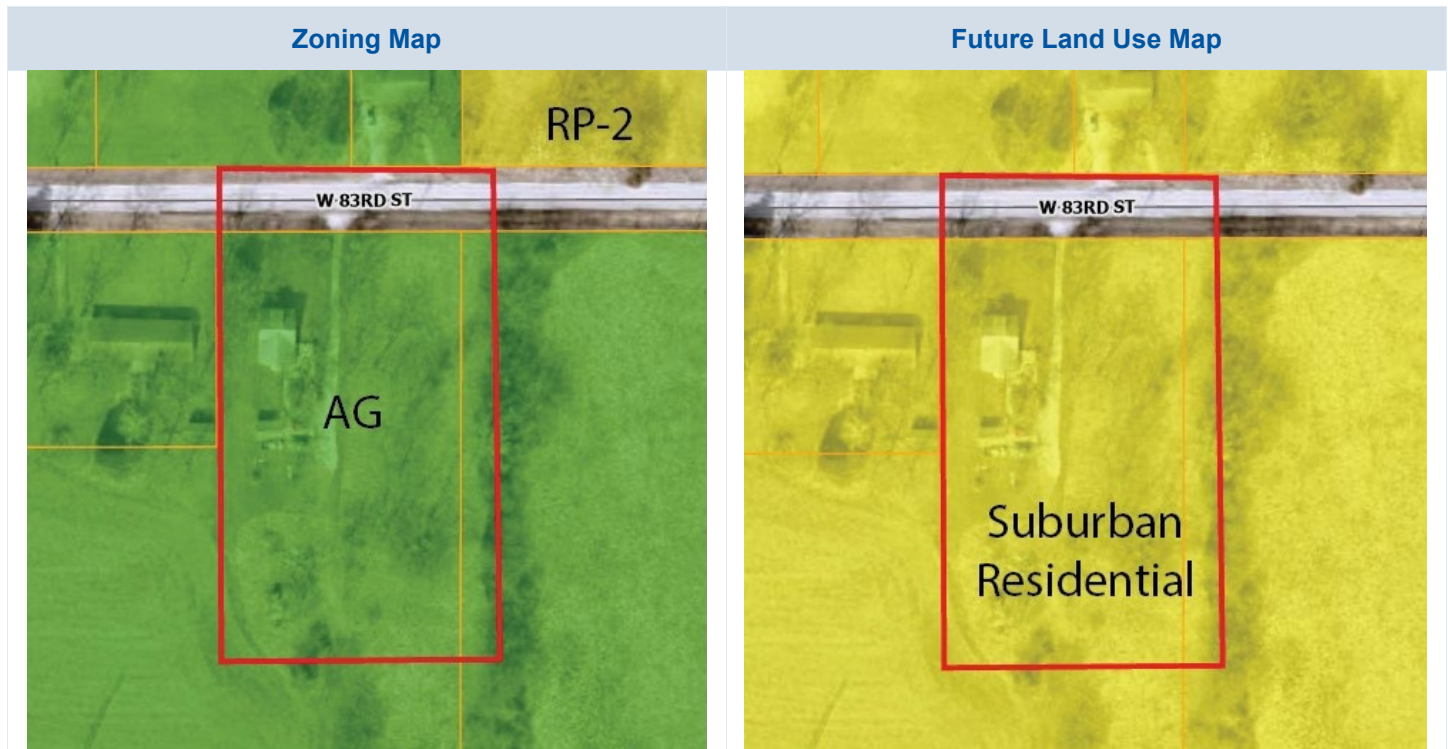 Zoning Map
Future Land Use Map
RP-2
W 83RD ST
AG
W 83RD ST
Suburban
Residential